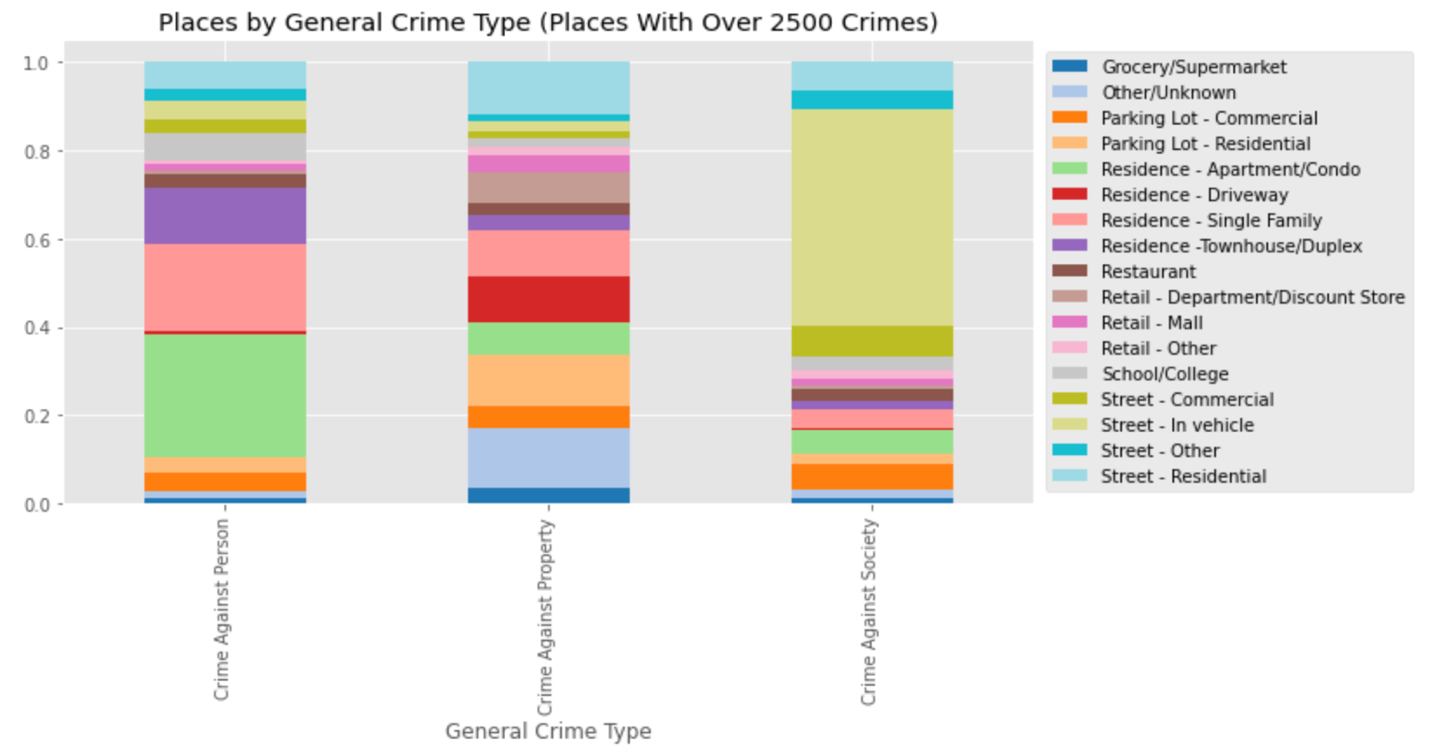 Places by General Crime Type (Places With Over 2500 Crimes)
1.0
0.8
0.6
0.4
0.2
0.0
Crime Against Person
Crime Against Property
Crime Against Society
General Crime Type
Grocery/Supermarket
Other/Unknown
Parking Lot - Commercial
Parking Lot - Residential
Residence - Apartment/Condo
Residence - Driveway
Residence - Single Family
Residence -Townhouse/Duplex
Restaurant
Retail - Department/Discount Store
Retail - Mall
Retail - Other
School/College
Street - Commercial
Street - In vehicle
Street - Other
Street - Residential